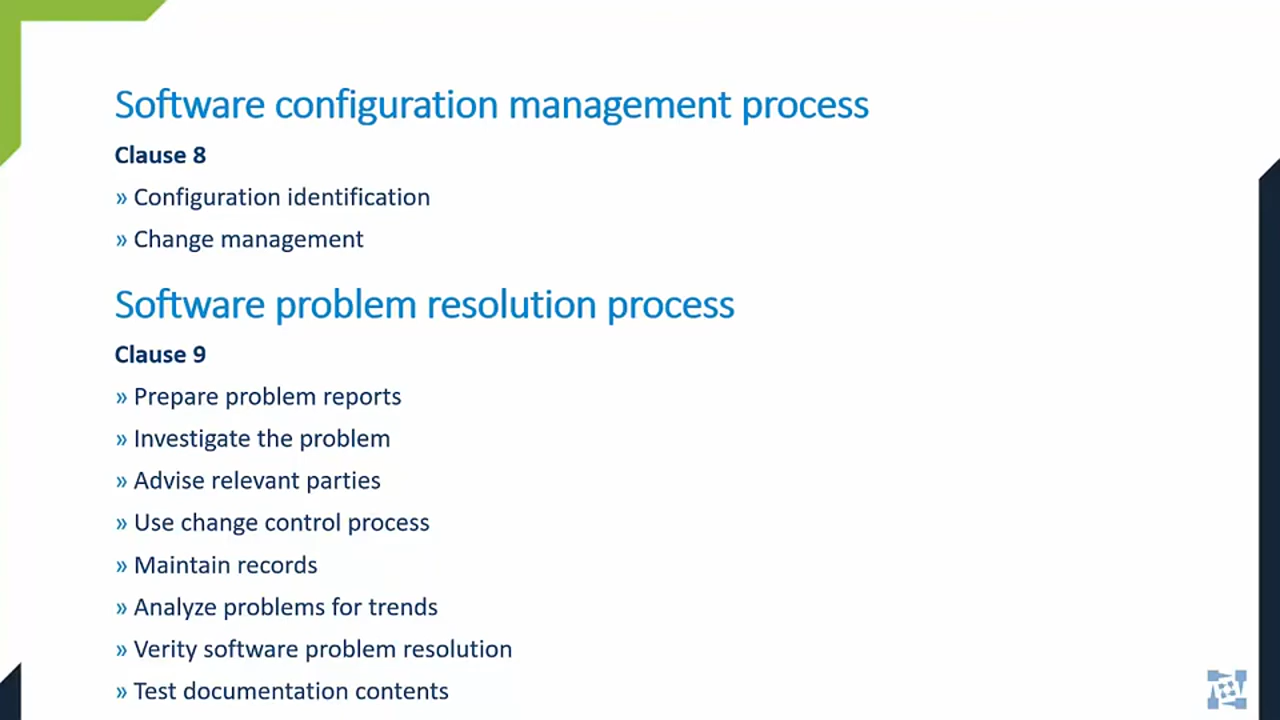 Software configuration management process
Clause 8
» Configuration identification
» Change management
Software problem resolution process
Clause 9
» Prepare problem reports
» Investigate the problem
» Advise relevant parties
» Use change control process
» Maintain records
» Analyze problems for trends
» Verity software problem resolution
» Test documentation contents